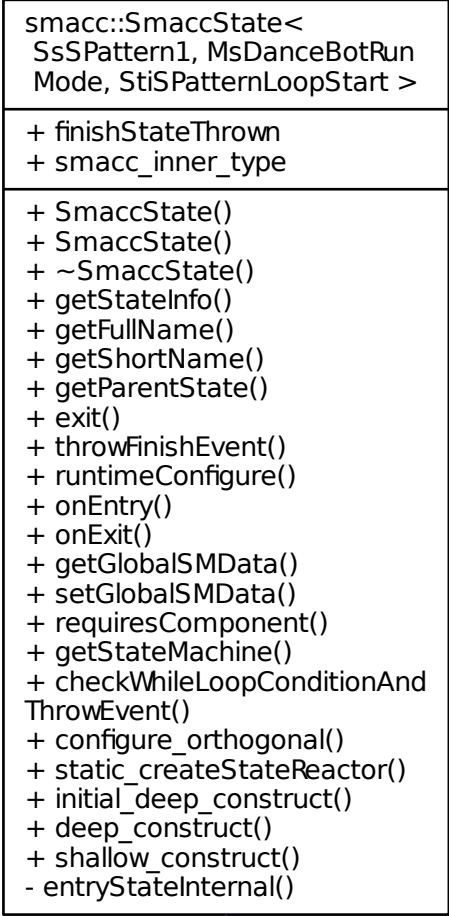 smacc::SmaccState<
SsSPattern1, MsDanceBotRun
Mode, StiSPatternLoopStart >
+ finishStateThrown
+ smacc_inner_type
+ SmaccState()
+ SmaccState()
+ ~SmaccState()
+ getStateInfo()
+ getFullName()
+ getShortName()
+ getParentState()
+ exit()
+ throwFinishEvent()
+ runtimeConfigure()
+ onEntry()
+ onExit()
+ getGlobalSMData()
+ setGlobalSMData()
+ requiresComponent()
+ getStateMachine()
+ checkWhileLoopConditionAnd
ThrowEvent()
+ configure_orthogonal()
+ static_createStateReactor()
+ initial_deep_construct()
+ deep_construct()
+ shallow_construct()
- entryStateInternal()